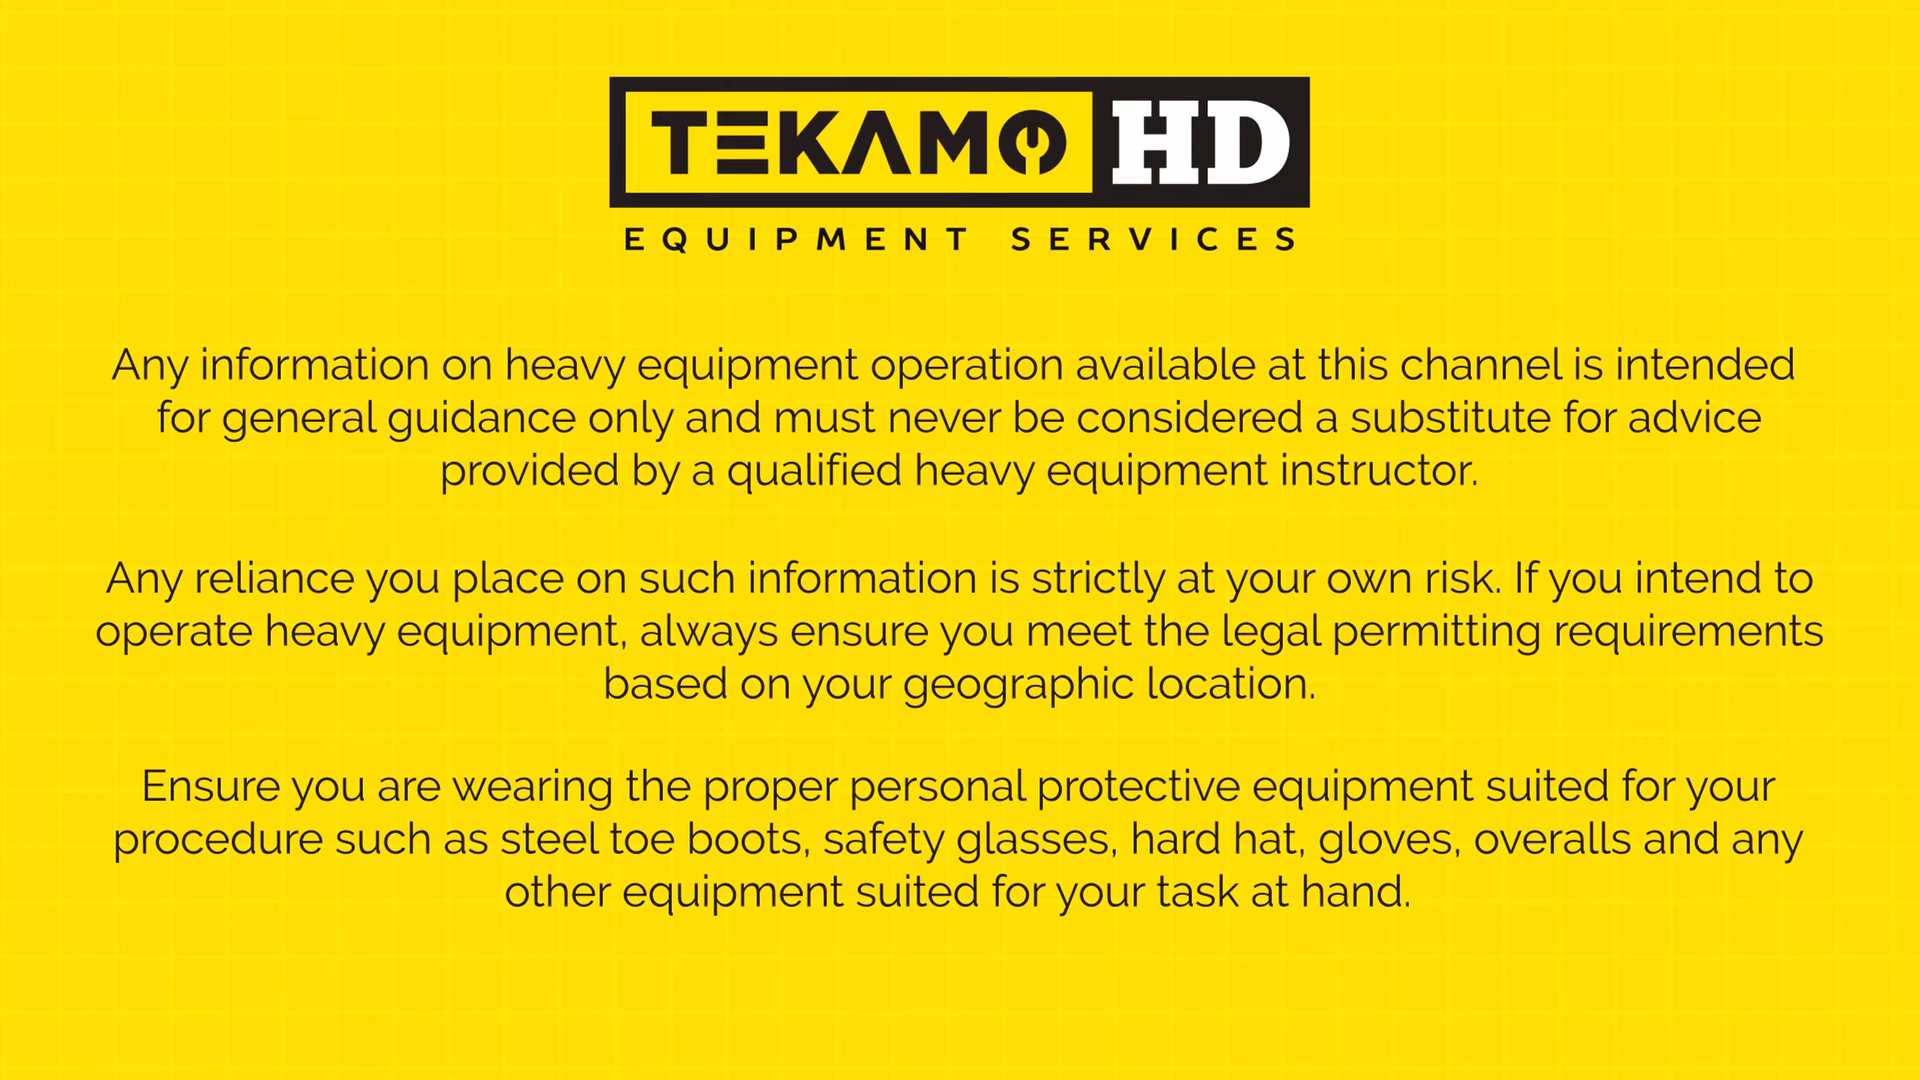 TEKAMO HD
EQUIPMENT SERVICES
Any information on heavy equipment operation available at this channel is intended
for general guidance only and must never be considered a substitute for advice
provided by a qualified heavy equipment instructor.
Any reliance you place on such information is strictly at your own risk. If you intend to
operate heavy equipment, always ensure you meet the legal permitting requirements
based on your geographic location.
Ensure you are wearing the proper personal protective equipment suited for your
procedure such as steel toe boots, safety glasses, hard hat, gloves, overalls and any
other equipment suited for your task at hand.